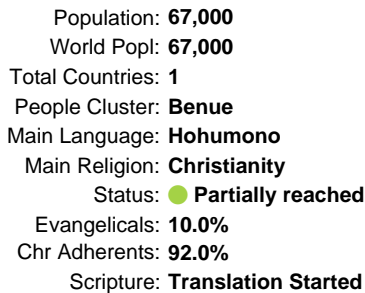 Population: 67,000
World Popl: 67,000
Total Countries: 1
People Cluster: Benue
Main Language: Hohumono
Main Religion: Christianity
Status: Partially reached
Evangelicals: 10.0%
Chr Adherents: 92.0%
Scripture: Translation Started